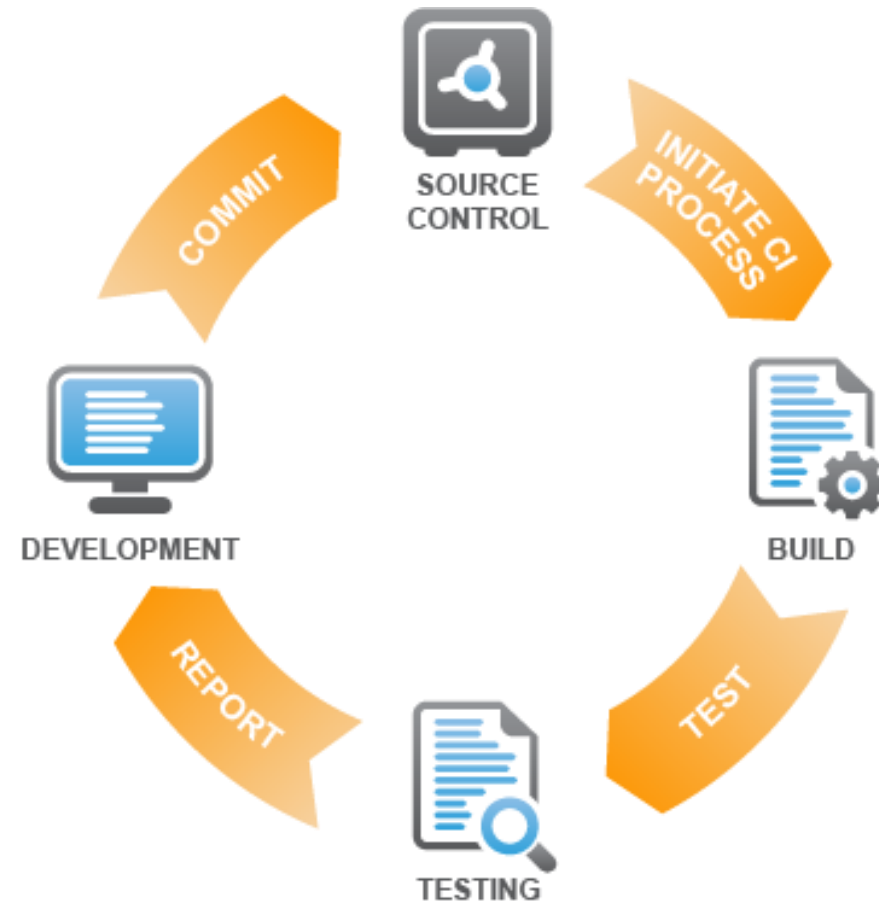 SOURCE
CONTROL
INITIATE CI
PROCESS
BUILD
TEST
TESTING
REPORT
DEVELOPMENT
COMMIT